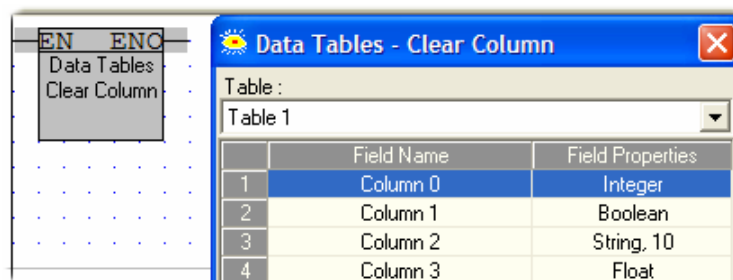 EN ENO
Data Tables
Clear Column
Data Tables - Clear Column
Table :
Table 1
Field Name Field Properties
1 Column 0 Integer
2 Column 1 Boolean
3 Column 2 String, 10
4 Column 3 Float